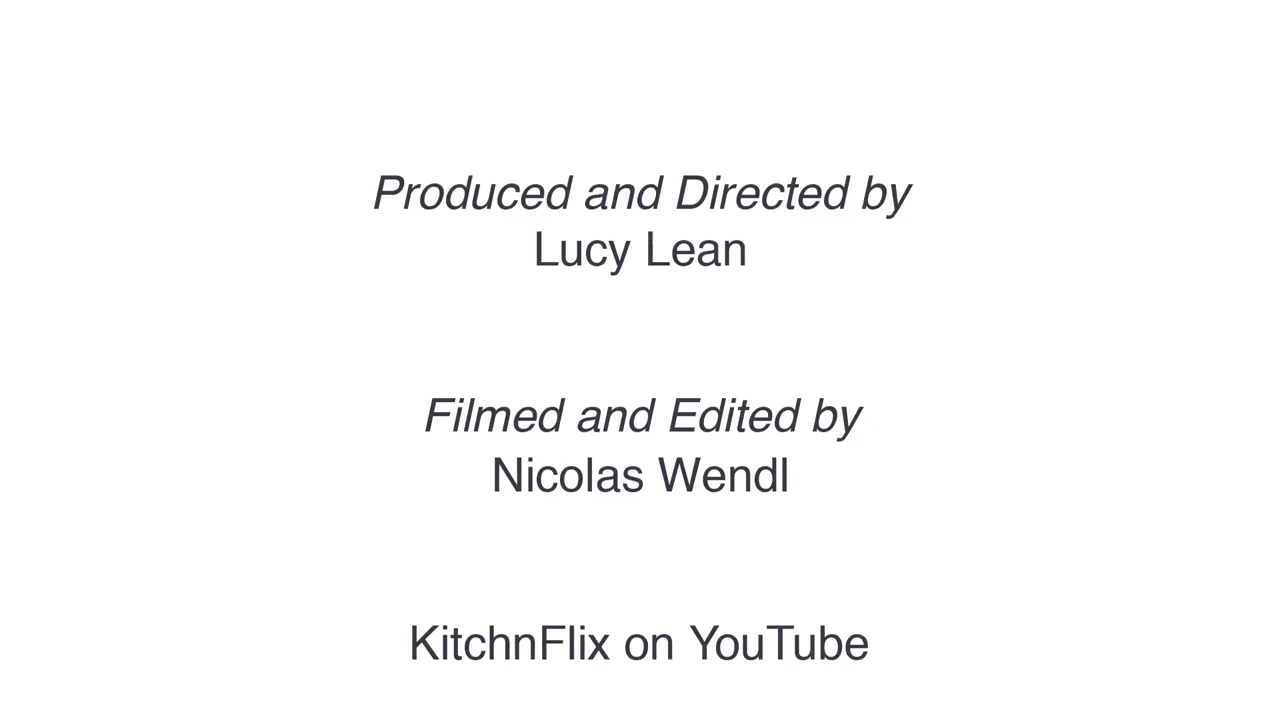 Produced and Directed by
Lucy Lean
Filmed and Edited by
Nicolas Wendl
KitchnFlix on YouTube